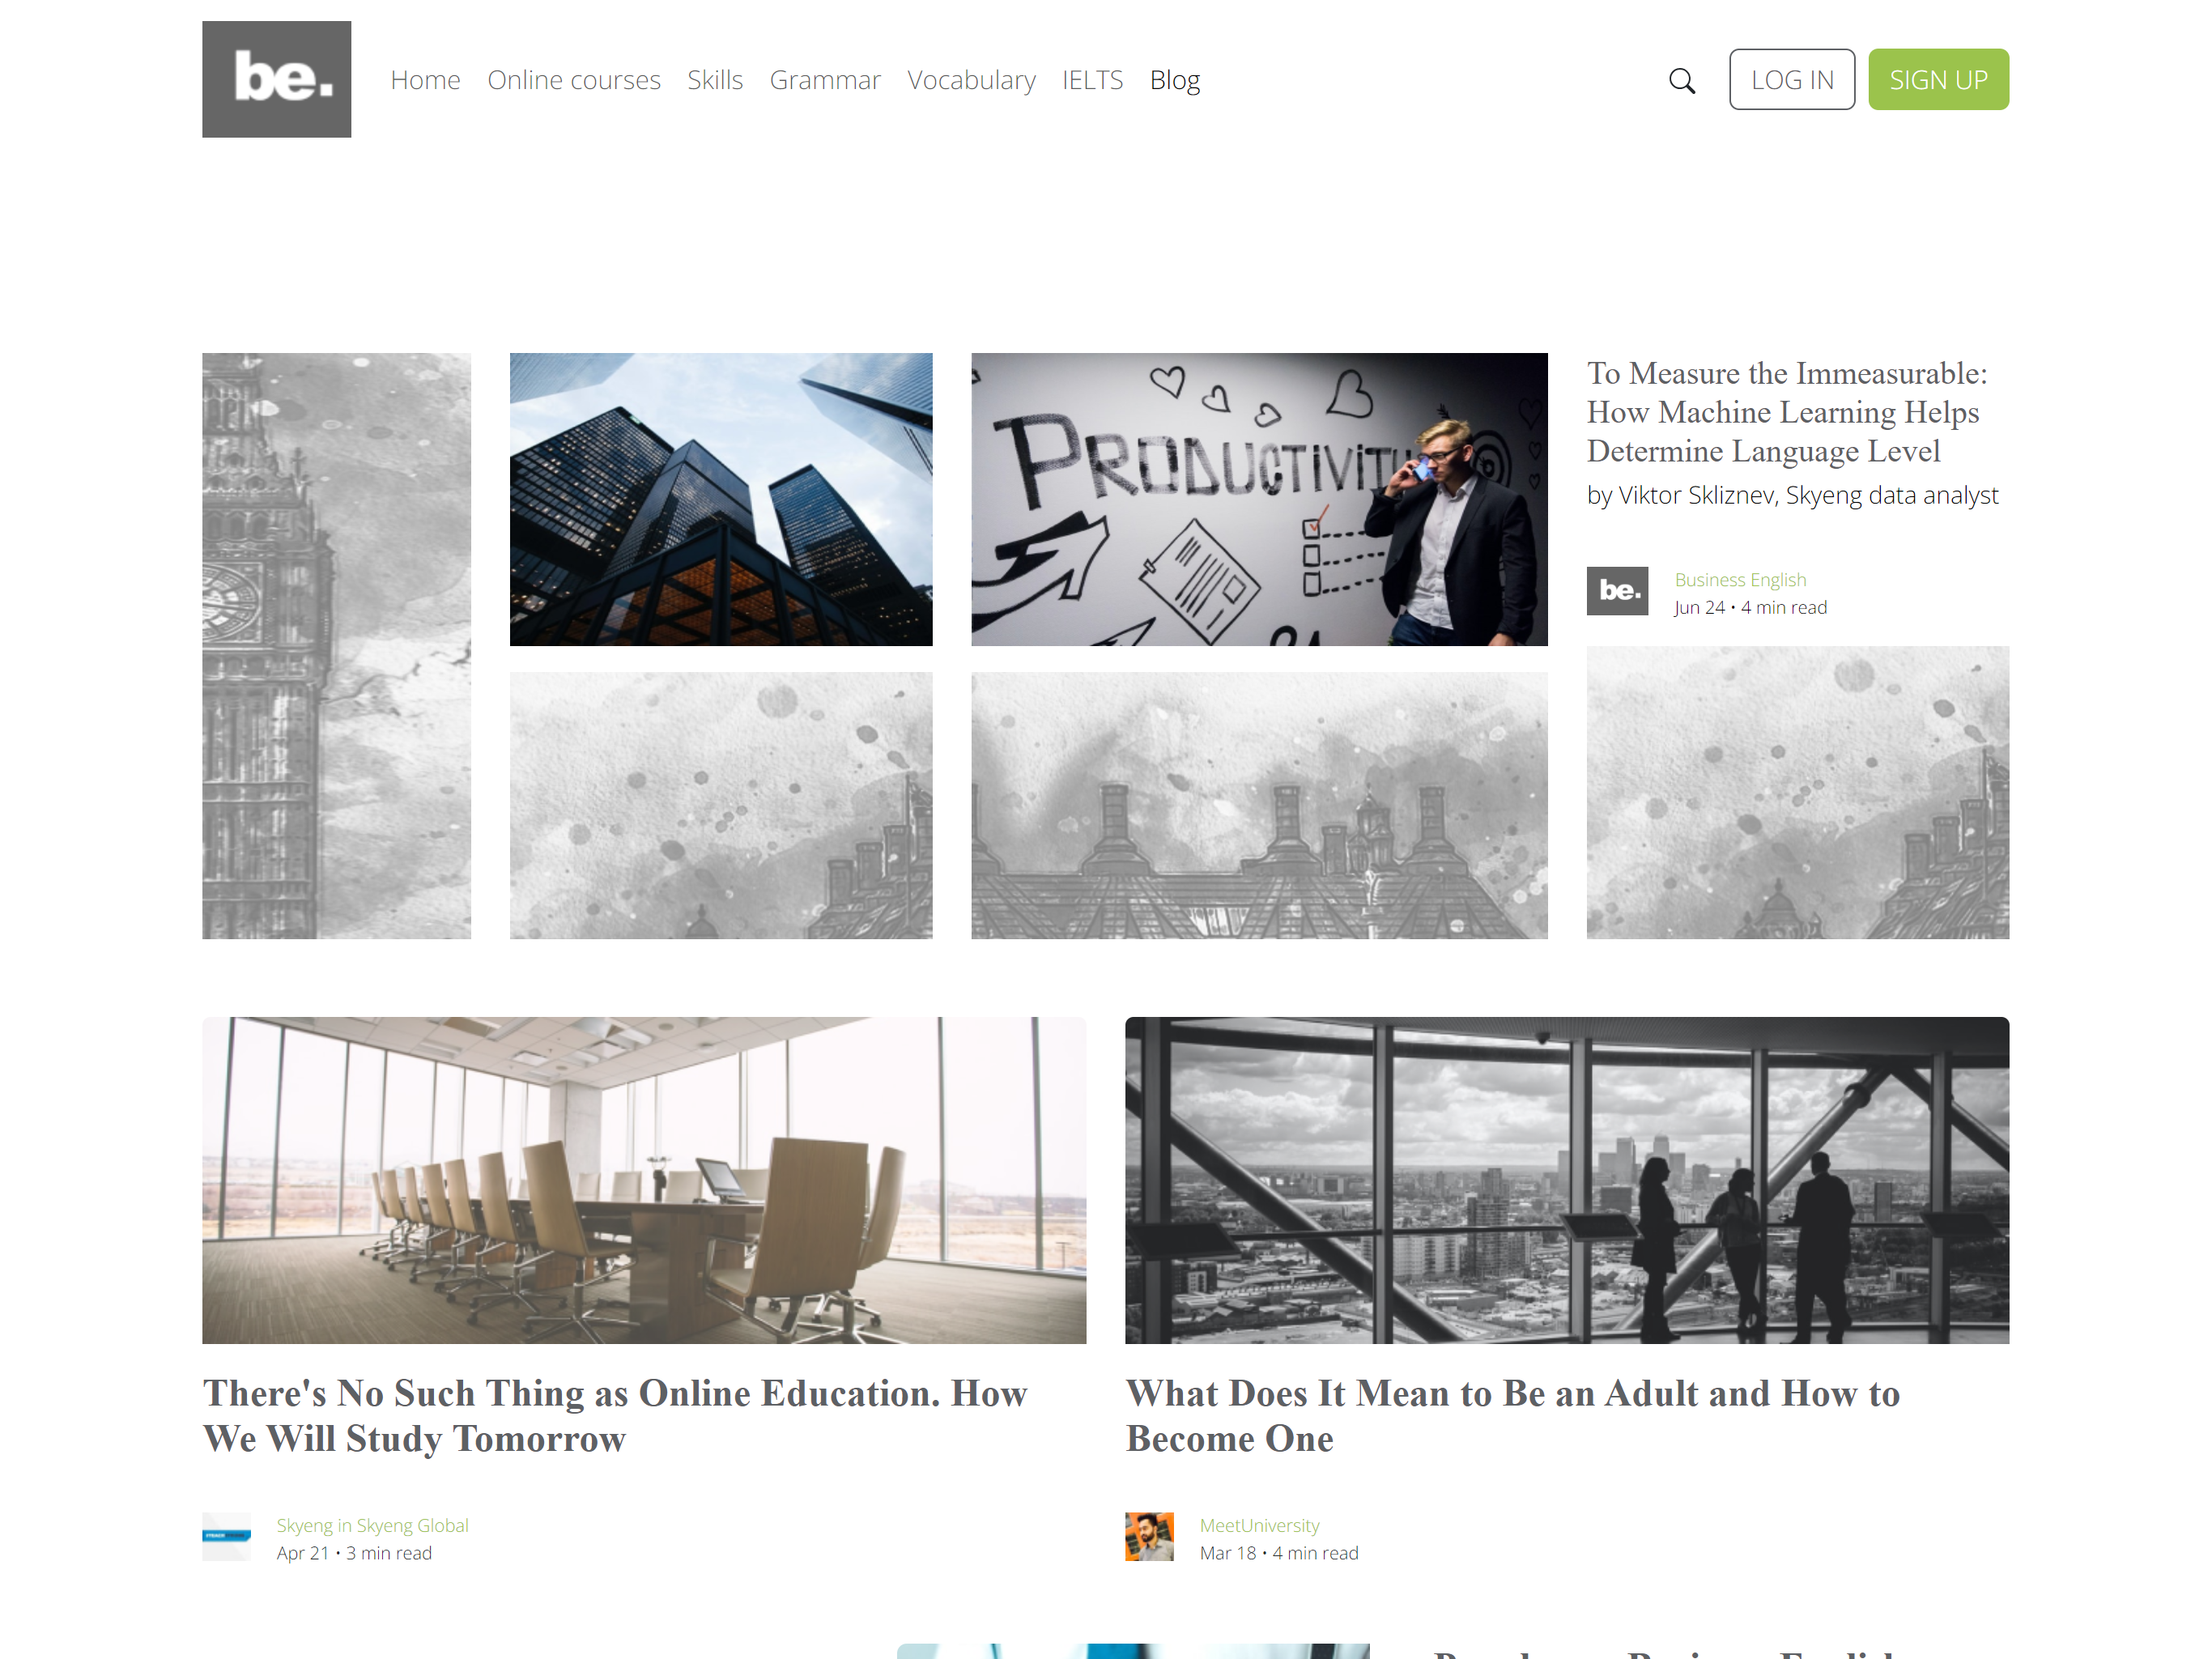 be.
Home Online courses Skills Grammar Vocabulary IELTS Blog
LOG IN
SIGN UP
PRODUCTIVITY
To Measure the Immeasurable:
How Machine Learning Helps
Determine Language Level
by Viktor Skliznev, Skyeng data analyst
be.
Business English
Jun 24 • 4 min read
There's No Such Thing as Online Education. How
We Will Study Tomorrow
What Does It Mean to Be an Adult and How to
Become One
Skyeng in Skyeng Global
Apr 21 • 3 min read
MeetUniversity
Mar 18 • 4 min read